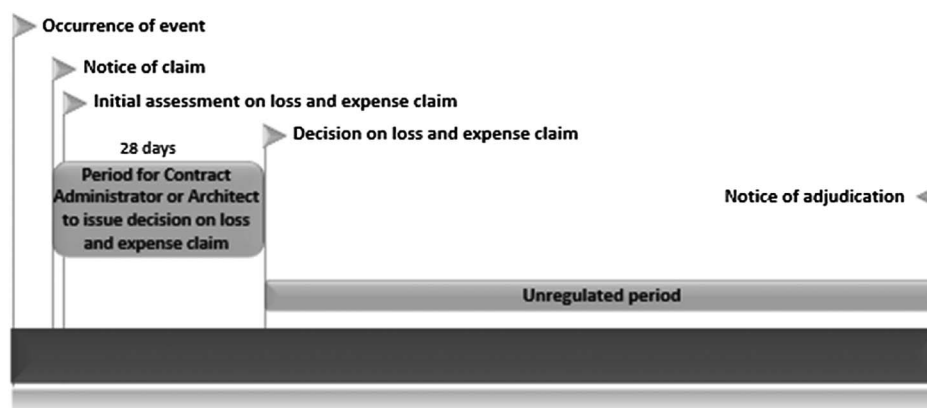 Occurrence of event
Notice of claim
Initial assessment on loss and expense claim
Decision on loss and expense claim
28 days
Period for Contract
Administrator or Architect
to issue decision on loss
and expense claim
Notice of adjudication
Unregulated period